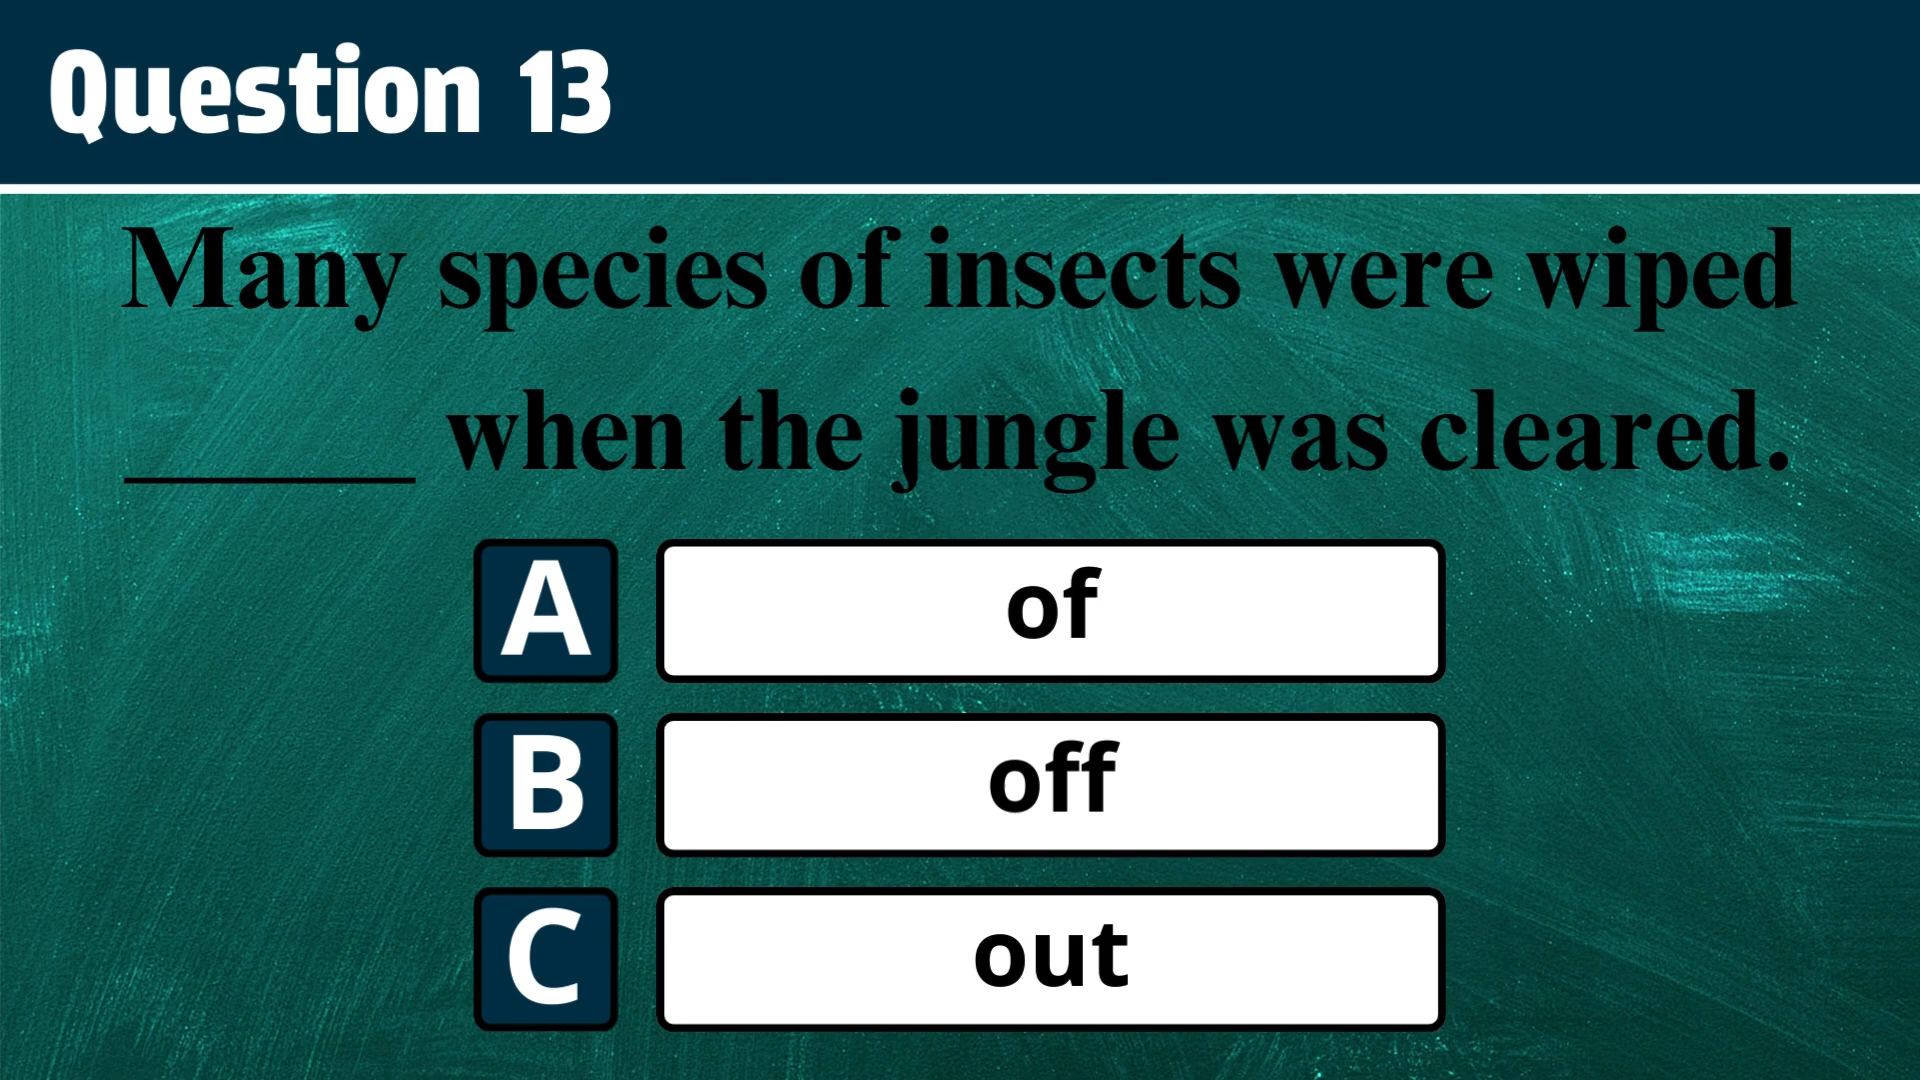 Question 13
Many species of insects were wiped
______ when the jungle was cleared.
A of
B off
C out